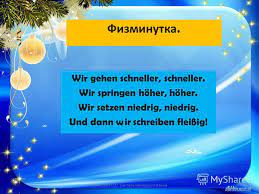 Физминутка.
Wir gehen schneller, schneller.
Wir springen höher, höher.
Wir setzen niedrig, niedrig.
Und dann wir schreiben fleißig!